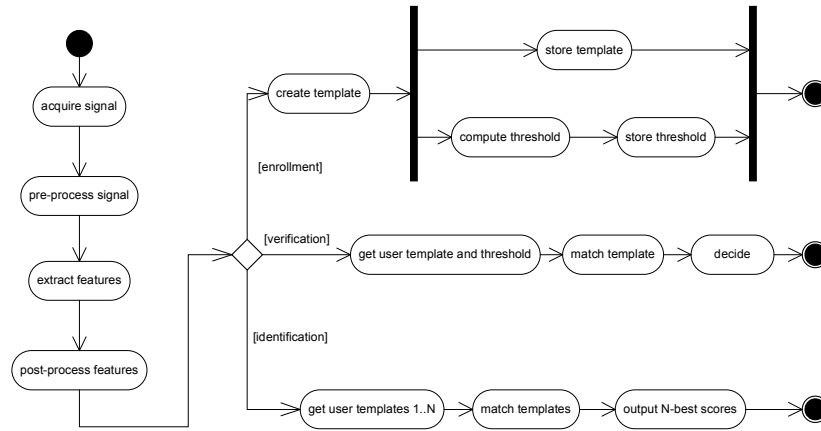 acquire signal
pre-process signal
extract features
post-process features
[enrollment]
create template
store template
compute threshold
store threshold
[verification]
get user template and threshold
match template
decide
[identification]
get user templates 1..N
match templates
output N-best scores